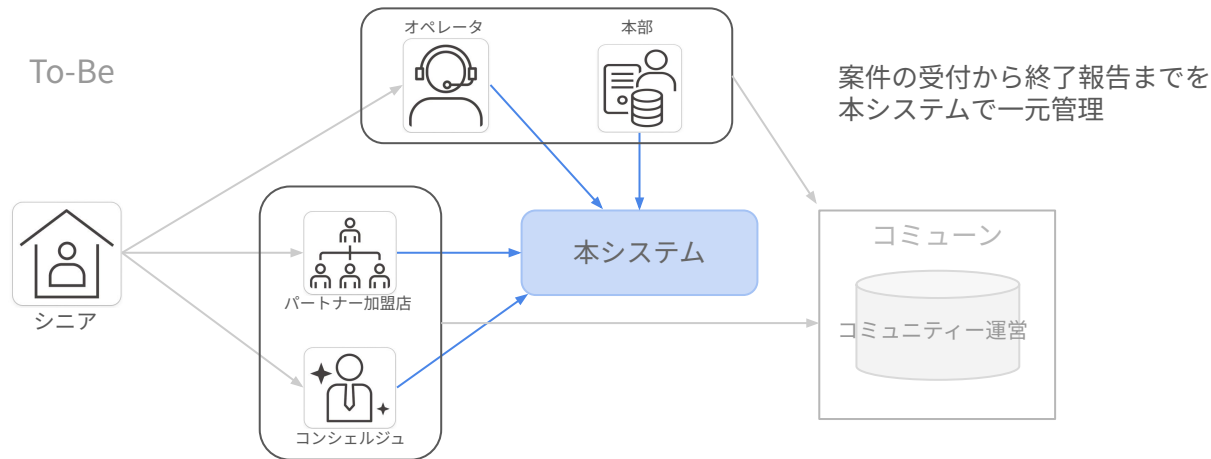 To-Be
オペレータ
本部
案件の受付から終了報告までを
本システムで一元管理
シニア
パートナー加盟店
コンシェルジュ
本システム
コミューン
コミュニティー運営